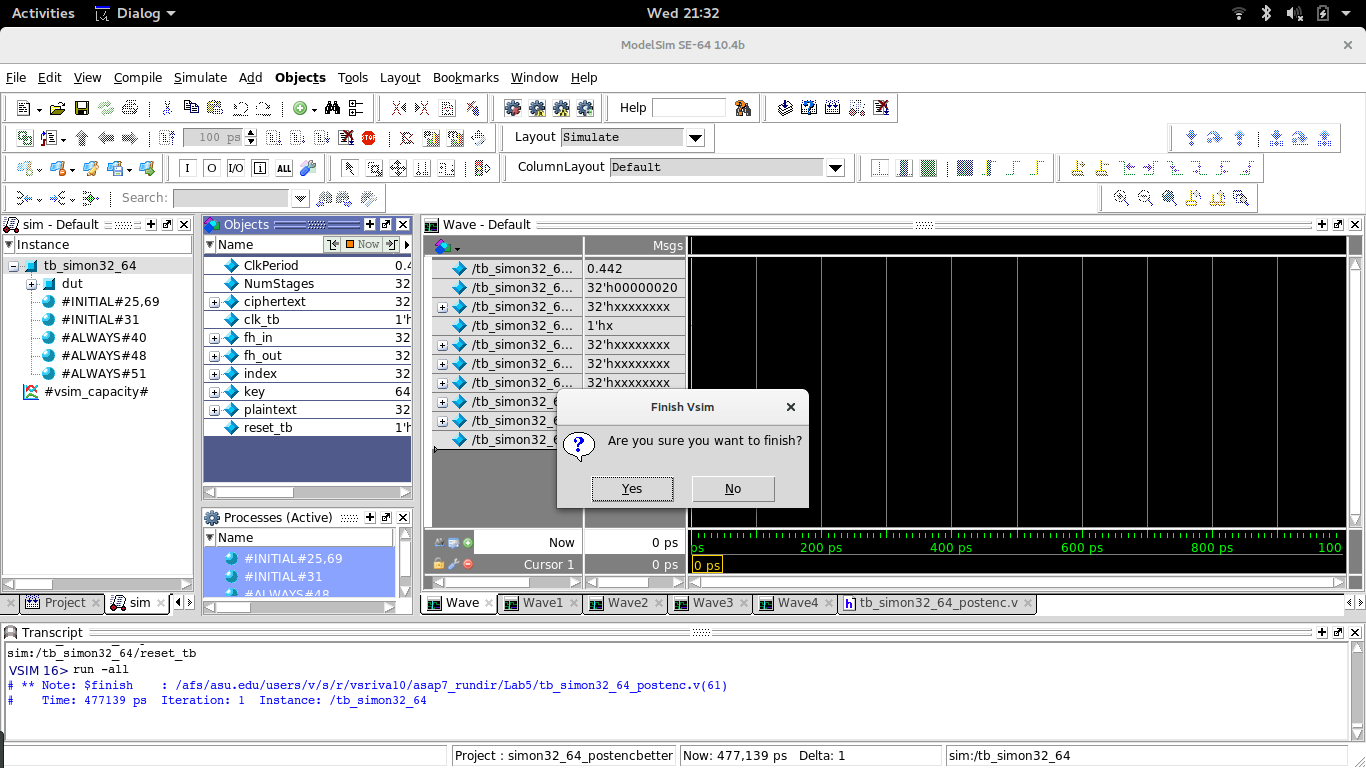 Activities Dialog Wed 21:32
ModelSim SE-64 10.4b
File Edit View Compile Simulate Add Objects Tools Layout Bookmarks Window Help
Help
100 ps Layout Simulate
I O I/O ALL ColumnLayout Default
Search:
sim - Default
Instance
tb_simon32_64
dut
#INITIAL#25,69
#INITIAL#31
#ALWAYS#40
#ALWAYS#48
#ALWAYS#51
#vsim_capacity#
Objects
Name Now
ClkPeriod 0.4
NumStages 32
ciphertext 32
clk_tb 1'h
fh_in 32
fh_out 32
index 32
key 64
plaintext 32
reset_tb 1'h
Processes (Active)
Name
#INITIAL#25,69
#INITIAL#31
#ALWAYS#48
Wave - Default
Msgs
/tb_simon32_6... 0.442
/tb_simon32_6... 32'h00000020
/tb_simon32_6... 32'hxxxxxxxx
/tb_simon32_6... 1'hx
/tb_simon32_6... 32'hxxxxxxxx
/tb_simon32_6... 32'hxxxxxxxx
/tb_simon32_6... 32'hxxxxxxxx
/tb_simon32_6
/tb_simon32_6
/tb_simon32_6
Finish Vsim
Are you sure you want to finish?
Yes No
Now 0 ps
ps 200 ps 400 ps 600 ps 800 ps 100
Cursor 1 0 ps 0 ps
Project sim
Wave Wave1 Wave2 Wave3 Wave4 tb_simon32_64_postenc.v
Transcript
sim:/tb_simon32_64/reset_tb
VSIM 16> run -all
# ** Note: $finish : /afs/asu.edu/users/v/s/r/vsriva10/asap7_rundir/Lab5/tb_simon32_64_postenc.v(61)
# Time: 477139 ps Iteration: 1 Instance: /tb_simon32_64
Project : simon32_64_postencbetter Now: 477,139 ps Delta: 1 sim:/tb_simon32_64